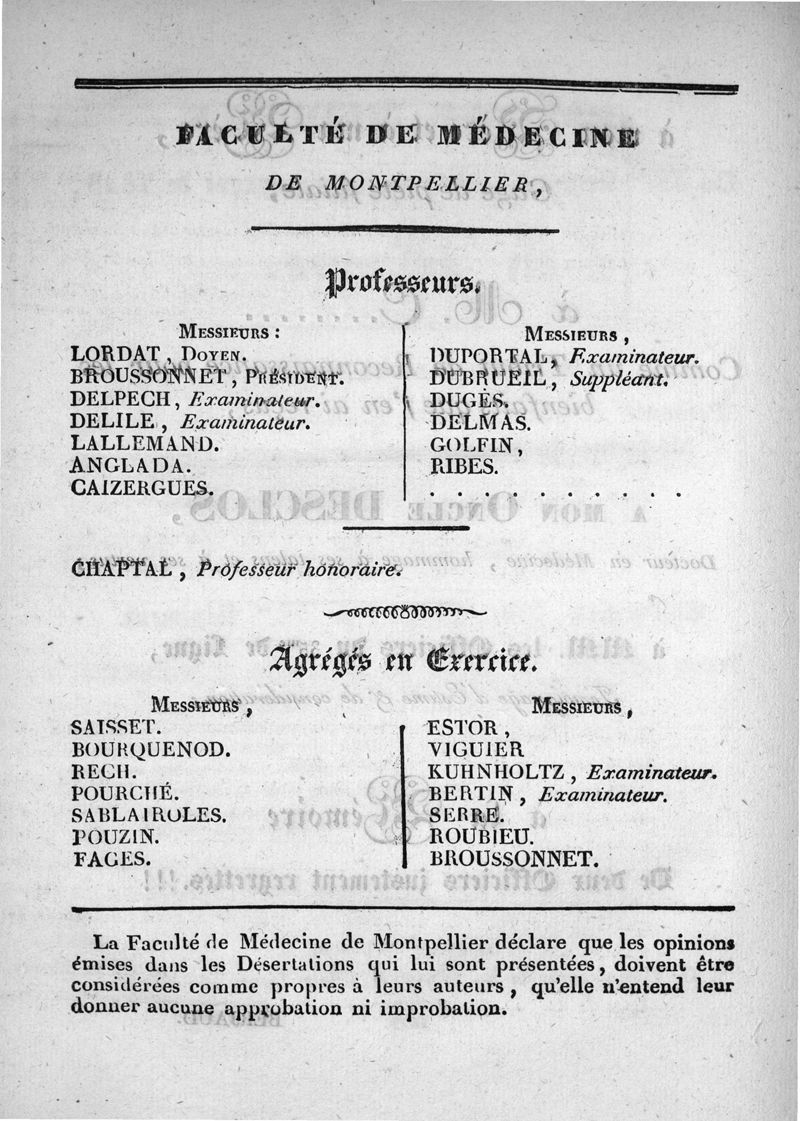 FACULTÉ DE MÉDECINE
DE MONTPELLIER,
Professeurs.
MESSIEURS :
LORDAT, DOYEN.
BROUSSONNET, PRÉSIDENT.
DELPECH, Examinateur.
DELILE, Examinateur.
LALLEMAND.
ANGLADA.
CAIZERGUES.
MESSIEURS,
DUPORTAL, Examinateur.
DUBRUEIL, Suppléant.
DUGÈS.
DELMAS.
GOLFIN,
RIBES.
. . . . . . . . . .
CHAPTAL, Professeur honoraire.
Agrégés en Exercice.
MESSIEURS,
SAISSET.
BOURQUENOD.
RECH.
POURCHÉ.
SABLAIROLES.
POUZIN.
FAGES.
MESSIEURS,
ESTOR,
VIGUIER
KUHNHOLTZ, Examinateur.
BERTIN, Examinateur.
SERRE.
ROUBIEU.
BROUSSONNET.
La Faculté de Médecine de Montpellier déclare que les opinions
émises dans les Désertations qui lui sont présentées, doivent être
considérées comme propres à leurs auteurs, qu'elle n'entend leur
donner aucune approbation ni improbation.